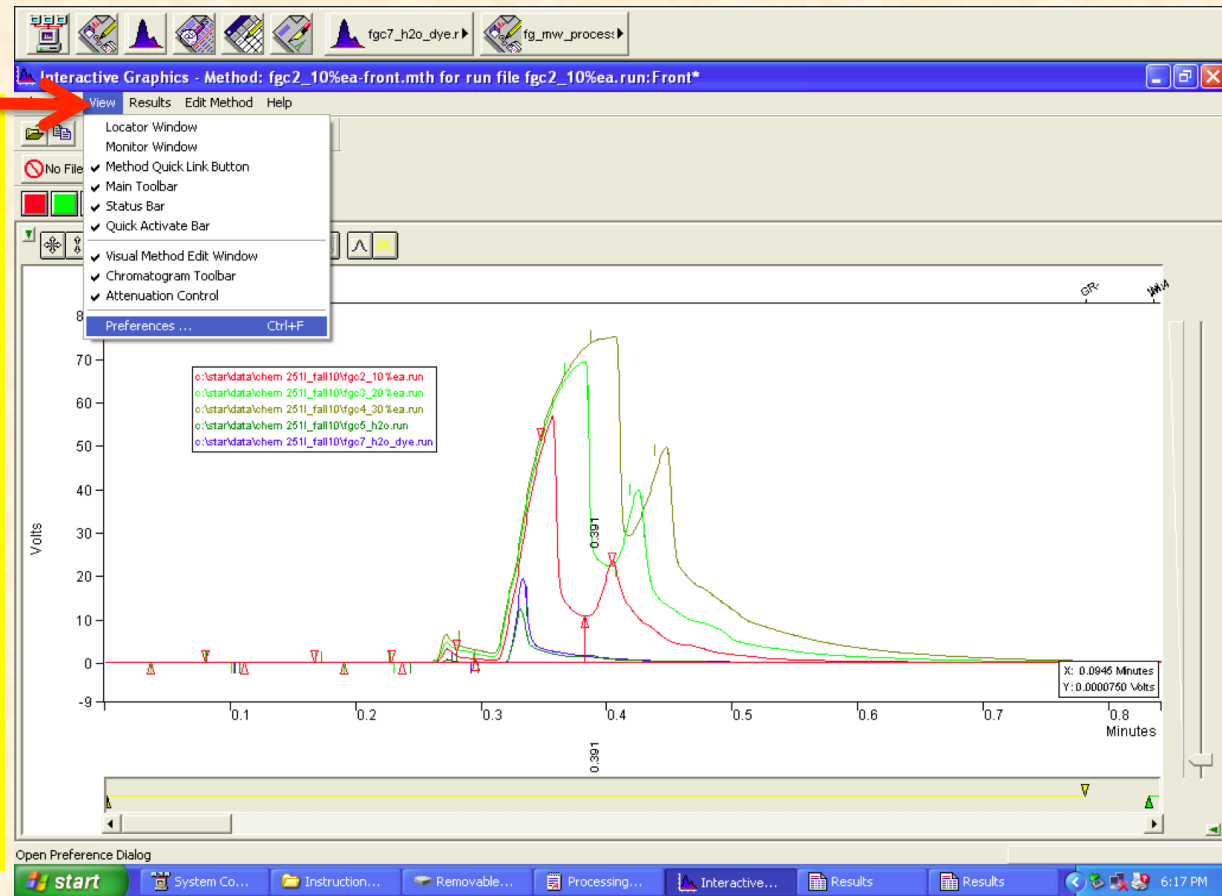 fgc7_h2o_dye.r
fg_mw_process
Interactive Graphics - Method: fgc2_10%ea-front.mth for run file fgc2_10%ea.run:Front*
View Results Edit Method Help
Locator Window
Monitor Window
No File
Method Quick Link Button
Main Toolbar
Status Bar
Quick Activate Bar
Visual Method Edit Window
Chromatogram Toolbar
Attenuation Control
Preferences ... Ctrl+F
GR-
8
70
60
50
40
30
20
10
0
-9
Volts
c:\star\data\chem 251l_fall10\fgc2_10%ea.run
c:\star\data\chem 251l_fall10\fgc3_20%ea.run
c:\star\data\chem 251l_fall10\fgc4_30%ea.run
c:\star\data\chem 251l_fall10\fgc5_h2o.run
c:\star\data\chem 251l_fall10\fgc7_h2o_dye.run
0.391
X: 0.0945 Minutes
Y: 0.0000750 Volts
0.1 0.2 0.3 0.4 0.5 0.6 0.7 0.8
Minutes
0.391
Open Preference Dialog
start System Co... Instruction... Removable... Processing... Interactive... Results Results 6:17 PM